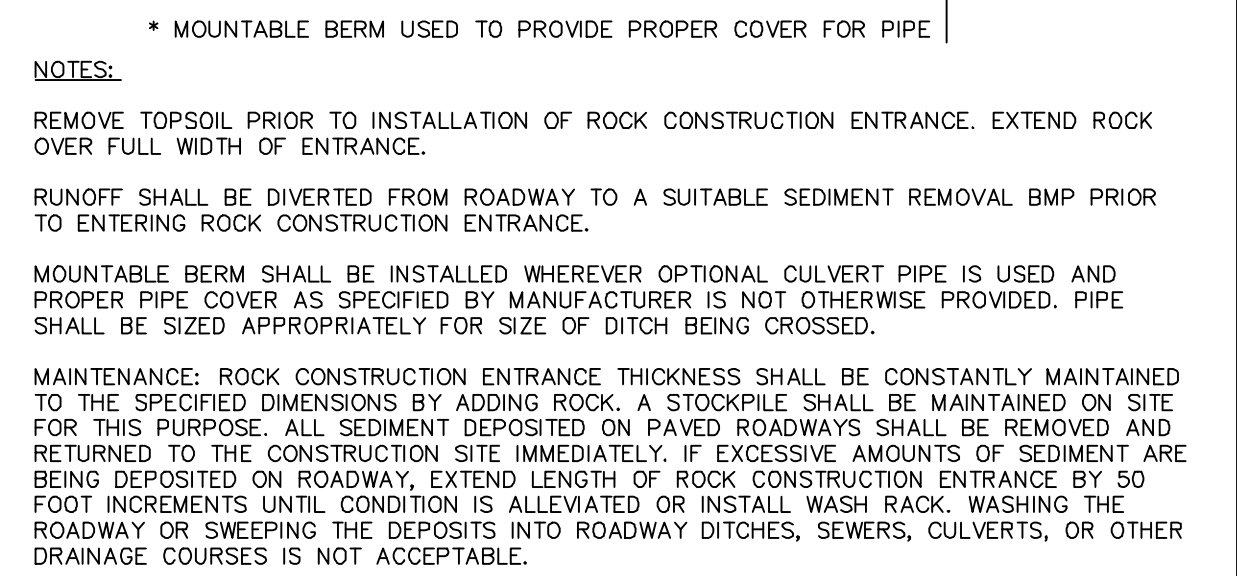 * MOUNTABLE BERM USED TO PROVIDE PROPER COVER FOR PIPE
NOTES:
REMOVE TOPSOIL PRIOR TO INSTALLATION OF ROCK CONSTRUCTION ENTRANCE. EXTEND ROCK
OVER FULL WIDTH OF ENTRANCE.
RUNOFF SHALL BE DIVERTED FROM ROADWAY TO A SUITABLE SEDIMENT REMOVAL BMP PRIOR
TO ENTERING ROCK CONSTRUCTION ENTRANCE.
MOUNTABLE BERM SHALL BE INSTALLED WHEREVER OPTIONAL CULVERT PIPE IS USED AND
PROPER PIPE COVER AS SPECIFIED BY MANUFACTURER IS NOT OTHERWISE PROVIDED. PIPE
SHALL BE SIZED APPROPRIATELY FOR SIZE OF DITCH BEING CROSSED.
MAINTENANCE: ROCK CONSTRUCTION ENTRANCE THICKNESS SHALL BE CONSTANTLY MAINTAINED
TO THE SPECIFIED DIMENSIONS BY ADDING ROCK. A STOCKPILE SHALL BE MAINTAINED ON SITE
FOR THIS PURPOSE. ALL SEDIMENT DEPOSITED ON PAVED ROADWAYS SHALL BE REMOVED AND
RETURNED TO THE CONSTRUCTION SITE IMMEDIATELY. IF EXCESSIVE AMOUNTS OF SEDIMENT ARE
BEING DEPOSITED ON ROADWAY, EXTEND LENGTH OF ROCK CONSTRUCTION ENTRANCE BY 50
FOOT INCREMENTS UNTIL CONDITION IS ALLEVIATED OR INSTALL WASH RACK. WASHING THE
ROADWAY OR SWEEPING THE DEPOSITS INTO ROADWAY DITCHES, SEWERS, CULVERTS, OR OTHER
DRAINAGE COURSES IS NOT ACCEPTABLE.